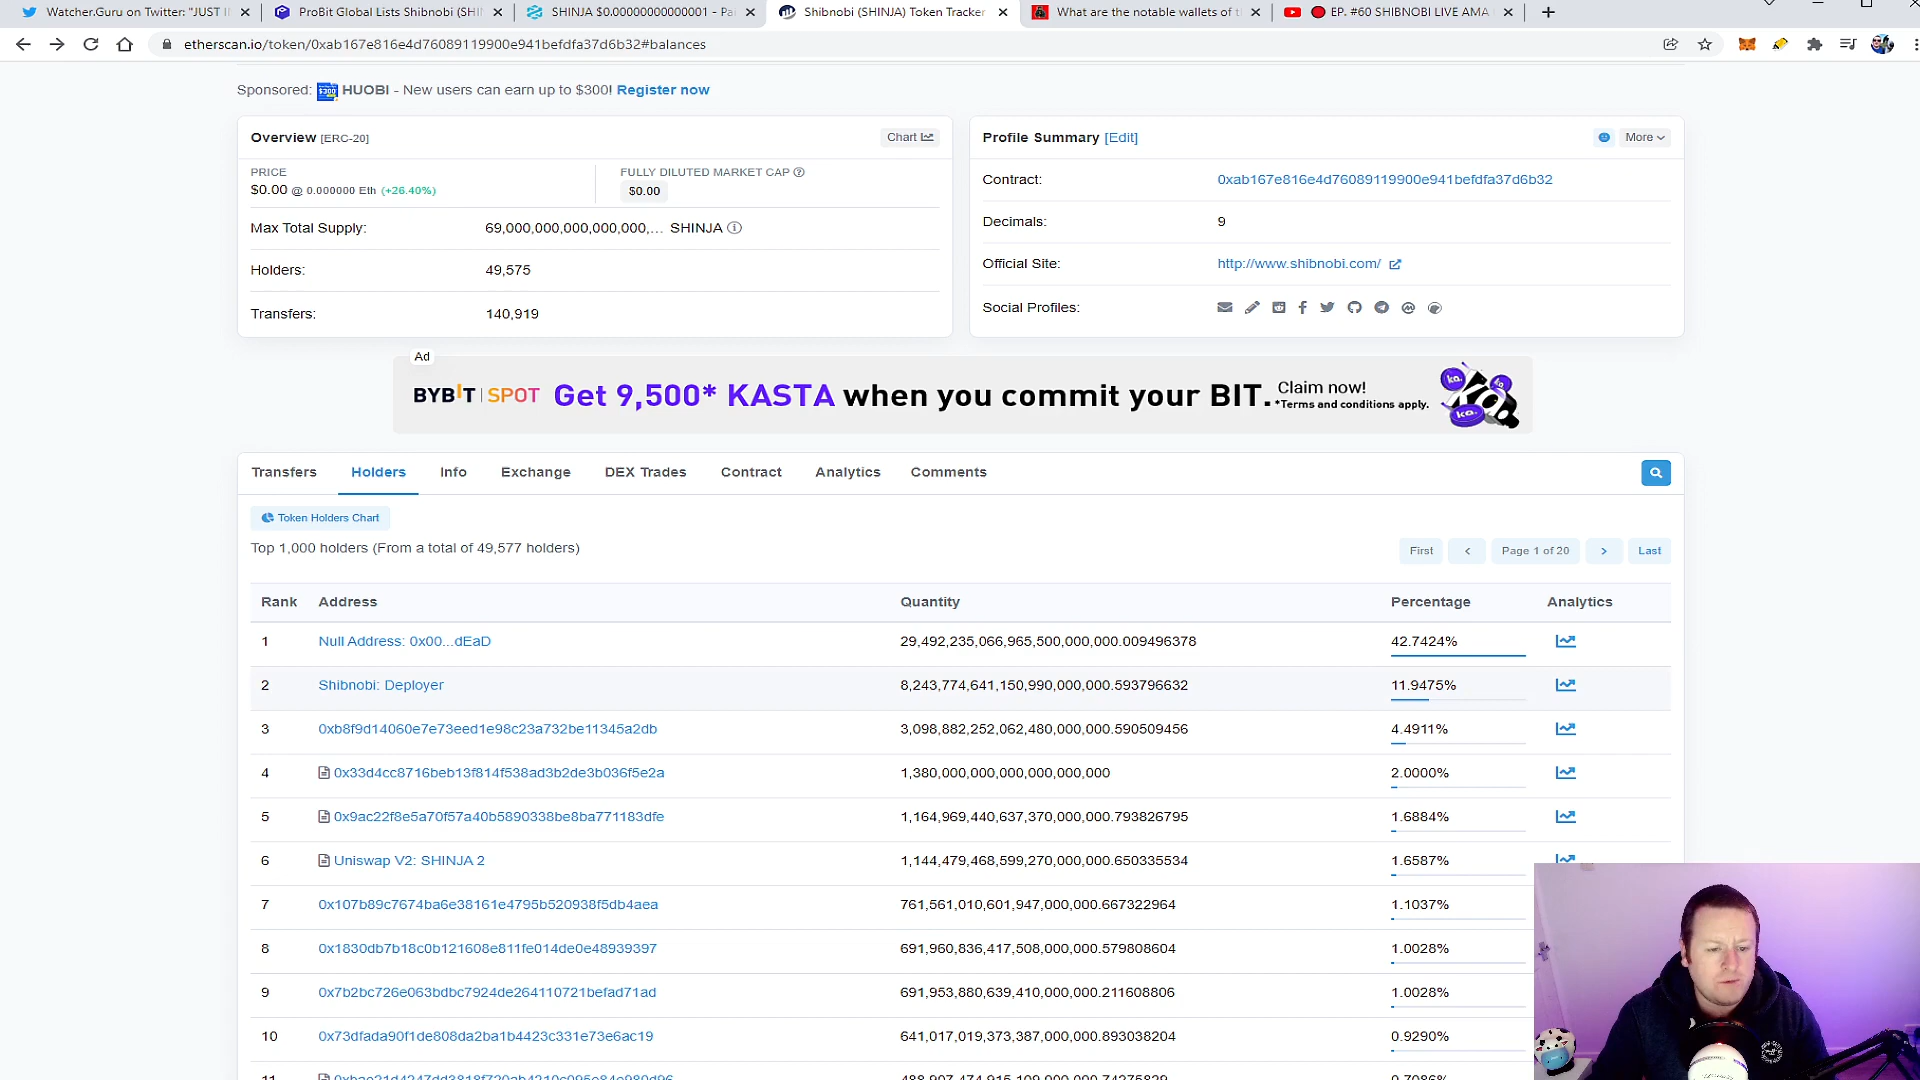 Watcher.Guru on Twitter: "JUST I
ProBit Global Lists Shibnobi (SHI
SHINJA $0.00000000000001 - Pa
Shibnobi (SHINJA) Token Tracker
What are the notable wallets of t
EP. #60 SHIBNOBI LIVE AMA
etherscan.io/token/0xab167e816e4d76089119900e941befdfa37d6b32#balances
Sponsored: HUOBI - New users can earn up to $300! Register now
Overview [ERC-20]
Chart
PRICE
$0.00 @ 0.000000 Eth (+26.40%)
FULLY DILUTED MARKET CAP
$0.00
Max Total Supply: 69,000,000,000,000,000,... SHINJA
Holders: 49,575
Transfers: 140,919
Profile Summary [Edit]
More
Contract: 0xab167e816e4d76089119900e941befdfa37d6b32
Decimals: 9
Official Site: http://www.shibnobi.com/
Social Profiles:
Ad
BYBIT | SPOT Get 9,500* KASTA when you commit your BIT. Claim now!
*Terms and conditions apply.
Transfers Holders Info Exchange DEX Trades Contract Analytics Comments
Token Holders Chart
Top 1,000 holders (From a total of 49,577 holders)
First < Page 1 of 20 > Last
Rank Address Quantity Percentage Analytics
1 Null Address: 0x00...dEaD 29,492,235,066,965,500,000,000.009496378 42.7424%
2 Shibnobi: Deployer 8,243,774,641,150,990,000,000.593796632 11.9475%
3 0xb8f9d14060e7e73eed1e98c23a732be11345a2db 3,098,882,252,062,480,000,000.590509456 4.4911%
4 0x33d4cc8716beb13f814f538ad3b2de3b036f5e2a 1,380,000,000,000,000,000,000 2.0000%
5 0x9ac22f8e5a70f57a40b5890338be8ba771183dfe 1,164,969,440,637,370,000,000.793826795 1.6884%
6 Uniswap V2: SHINJA 2 1,144,479,468,599,270,000,000.650335534 1.6587%
7 0x107b89c7674ba6e38161e4795b520938f5db4aea 761,561,010,601,947,000,000.667322964 1.1037%
8 0x1830db7b18c0b121608e811fe014de0e48939397 691,960,836,417,508,000,000.579808604 1.0028%
9 0x7b2bc726e063bdbc7924de264110721befad71ad 691,953,880,639,410,000,000.211608806 1.0028%
10 0x73dfada90f1de808da2ba1b4423c331e73e6ac19 641,017,019,373,387,000,000.893038204 0.9290%